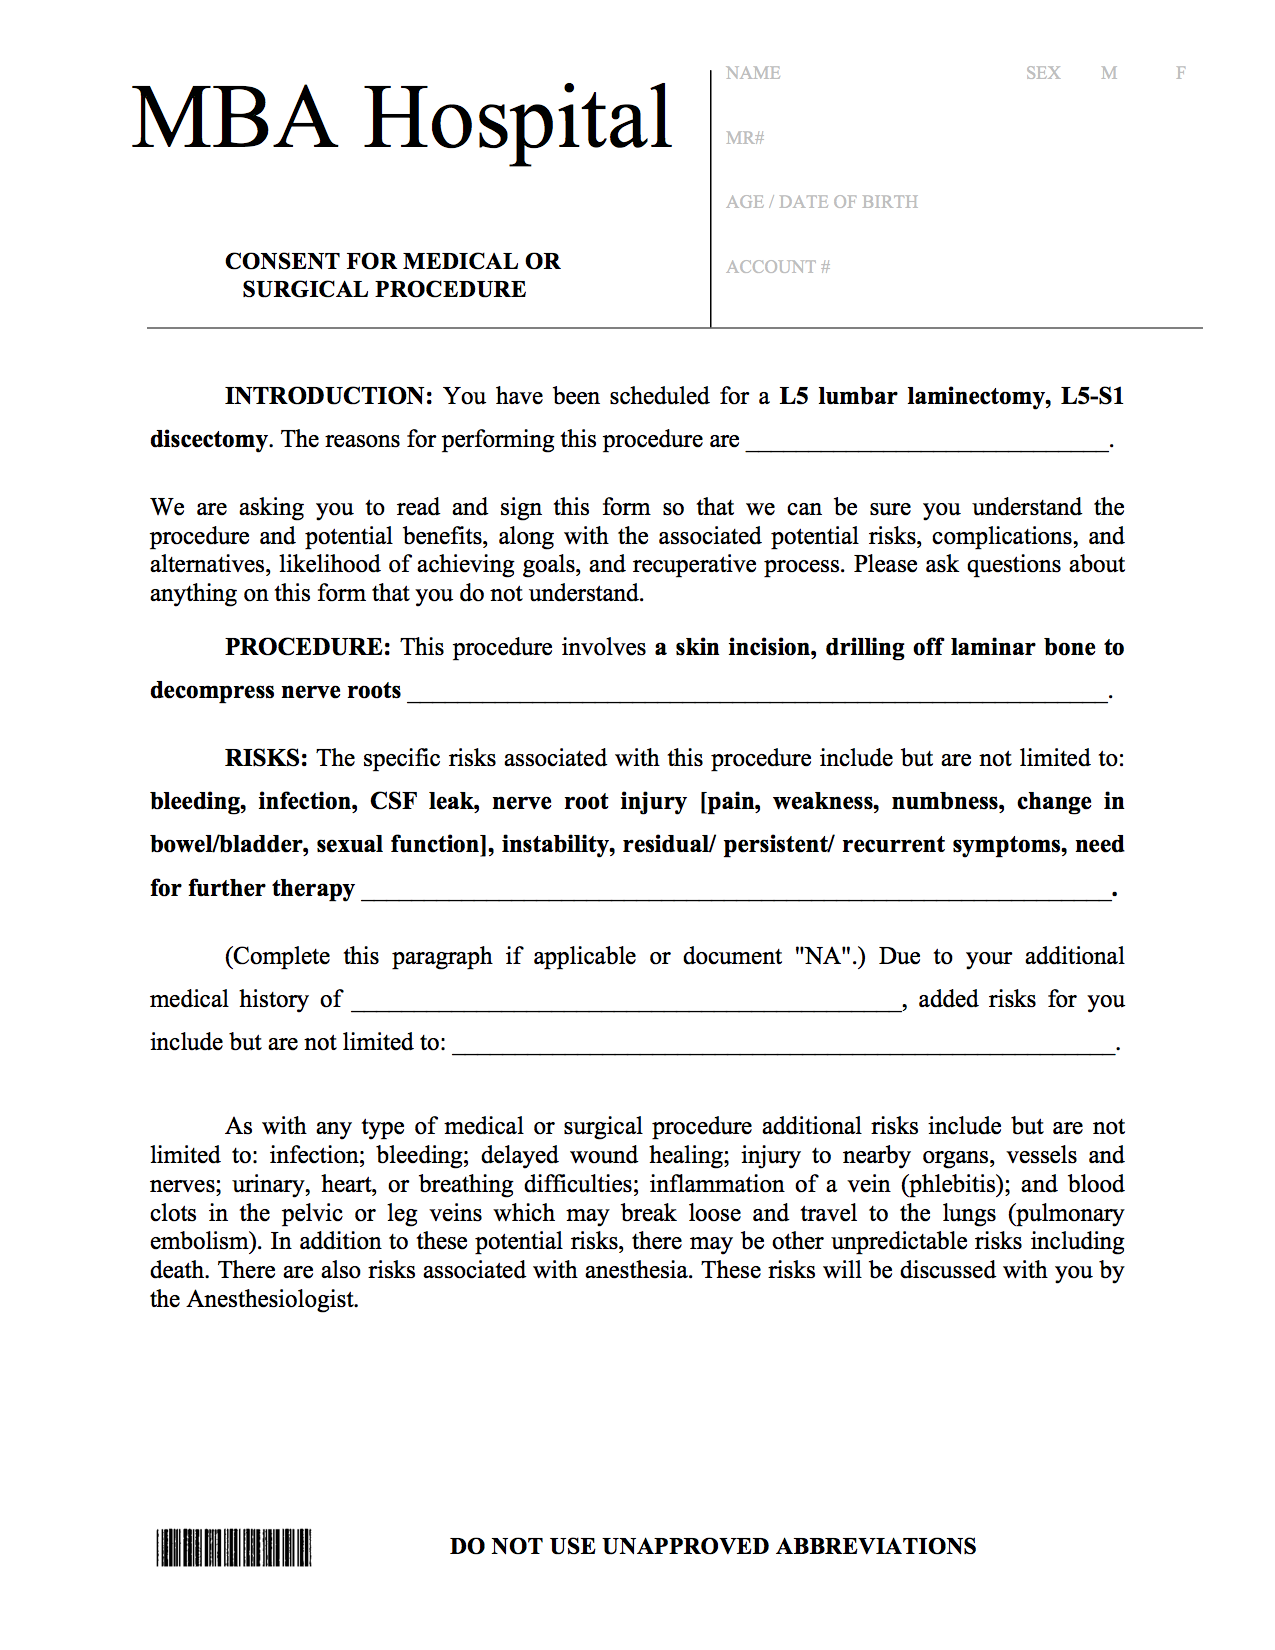 MBA Hospital
NAME SEX M F
MR#
AGE / DATE OF BIRTH
ACCOUNT #
CONSENT FOR MEDICAL OR
SURGICAL PROCEDURE
INTRODUCTION: You have been scheduled for a L5 lumbar laminectomy, L5-S1
discectomy. The reasons for performing this procedure are _____________________________.
We are asking you to read and sign this form so that we can be sure you understand the
procedure and potential benefits, along with the associated potential risks, complications, and
alternatives, likelihood of achieving goals, and recuperative process. Please ask questions about
anything on this form that you do not understand.
PROCEDURE: This procedure involves a skin incision, drilling off laminar bone to
decompress nerve roots ________________________________________________________.
RISKS: The specific risks associated with this procedure include but are not limited to:
bleeding, infection, CSF leak, nerve root injury [pain, weakness, numbness, change in
bowel/bladder, sexual function], instability, residual/ persistent/ recurrent symptoms, need
for further therapy ____________________________________________________________.
(Complete this paragraph if applicable or document "NA".) Due to your additional
medical history of ____________________________________________, added risks for you
include but are not limited to: _____________________________________________________.
As with any type of medical or surgical procedure additional risks include but are not
limited to: infection; bleeding; delayed wound healing; injury to nearby organs, vessels and
nerves; urinary, heart, or breathing difficulties; inflammation of a vein (phlebitis); and blood
clots in the pelvic or leg veins which may break loose and travel to the lungs (pulmonary
embolism). In addition to these potential risks, there may be other unpredictable risks including
death. There are also risks associated with anesthesia. These risks will be discussed with you by
the Anesthesiologist.
DO NOT USE UNAPPROVED ABBREVIATIONS